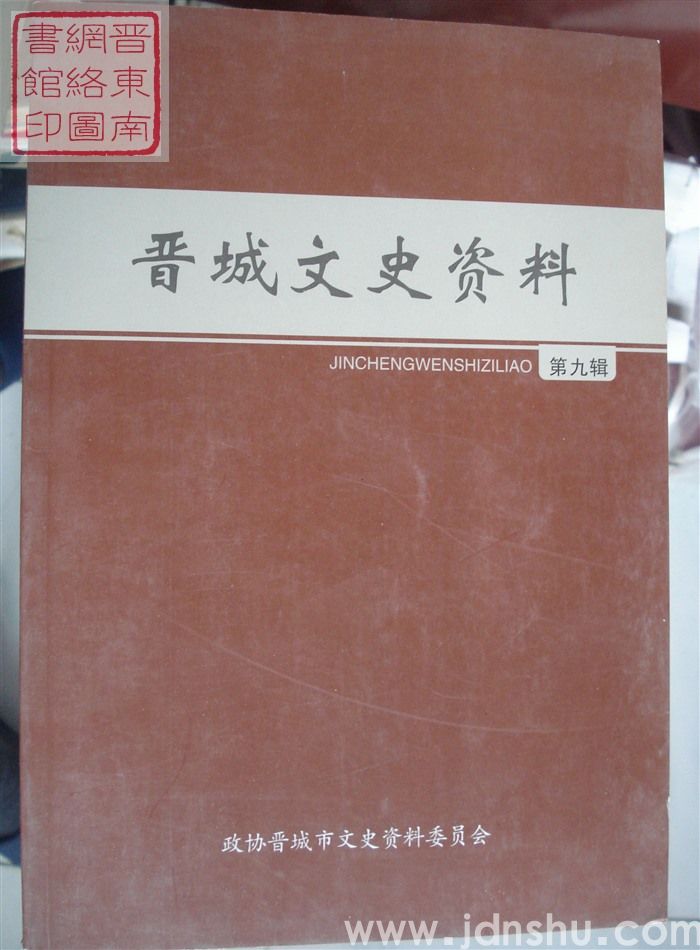 晋東南
網絡圖
書館印
晋城文史资料
JINCHENGWENSHIZILIAO 第九辑
政协晋城市文史资料委员会
www.jdnshu.com